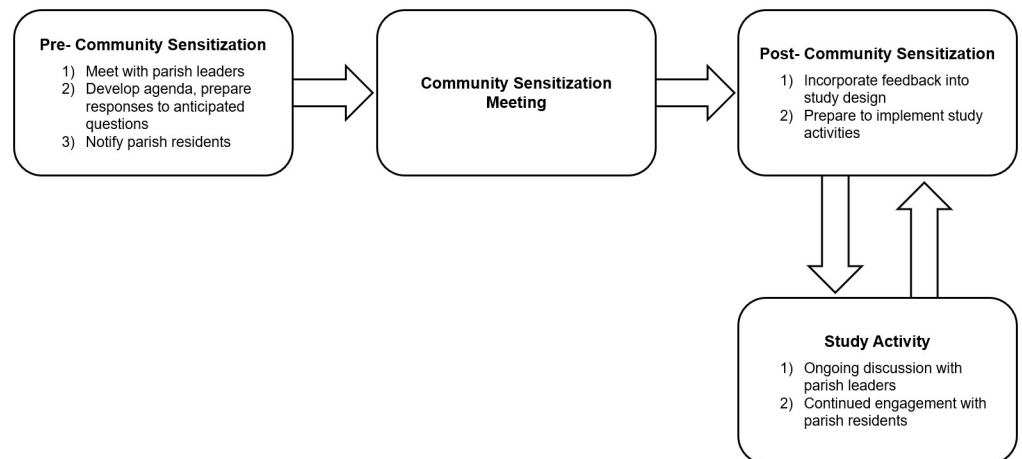 Pre- Community Sensitization
1) Meet with parish leaders
2) Develop agenda, prepare
responses to anticipated
questions
3) Notify parish residents
Community Sensitization
Meeting
Post- Community Sensitization
1) Incorporate feedback into
study design
2) Prepare to implement study
activities
Study Activity
1) Ongoing discussion with
parish leaders
2) Continued engagement with
parish residents